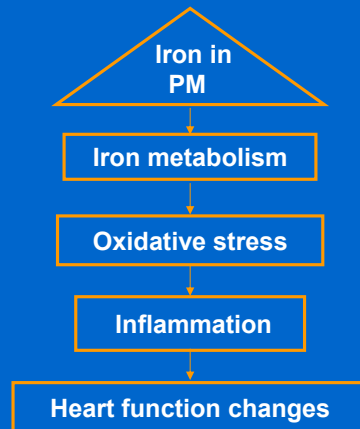 Iron in
PM
Iron metabolism
Oxidative stress
Inflammation
Heart function changes